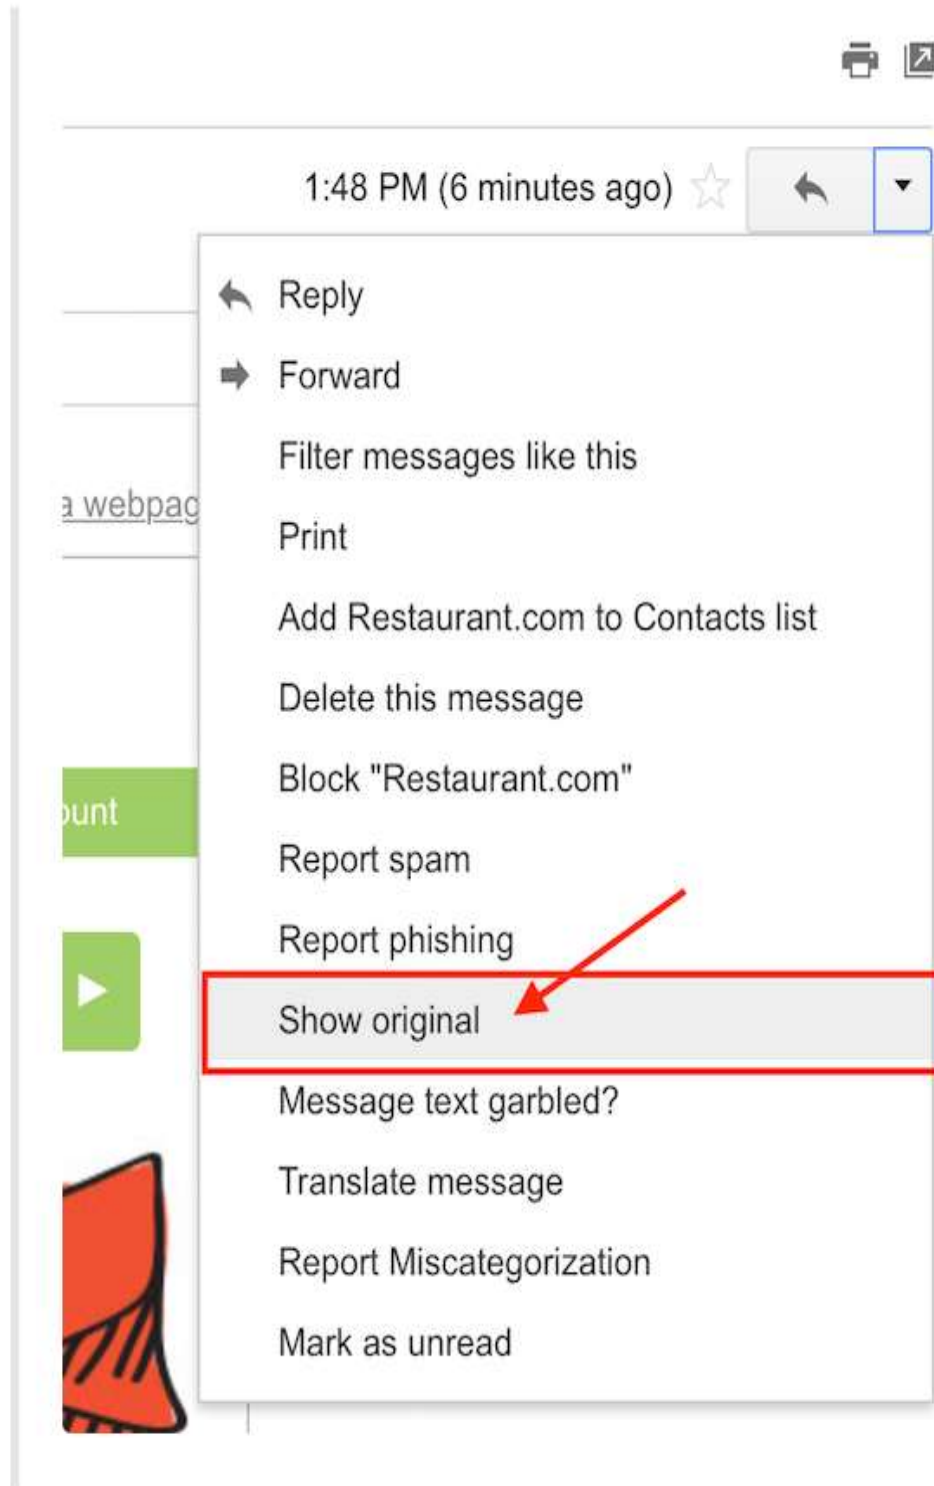 1:48 PM (6 minutes ago)
Reply
Forward
Filter messages like this
a webpag
Print
Add Restaurant.com to Contacts list
Delete this message
Block "Restaurant.com"
ount
Report spam
Report phishing
Show original
Message text garbled?
Translate message
Report Miscategorization
Mark as unread